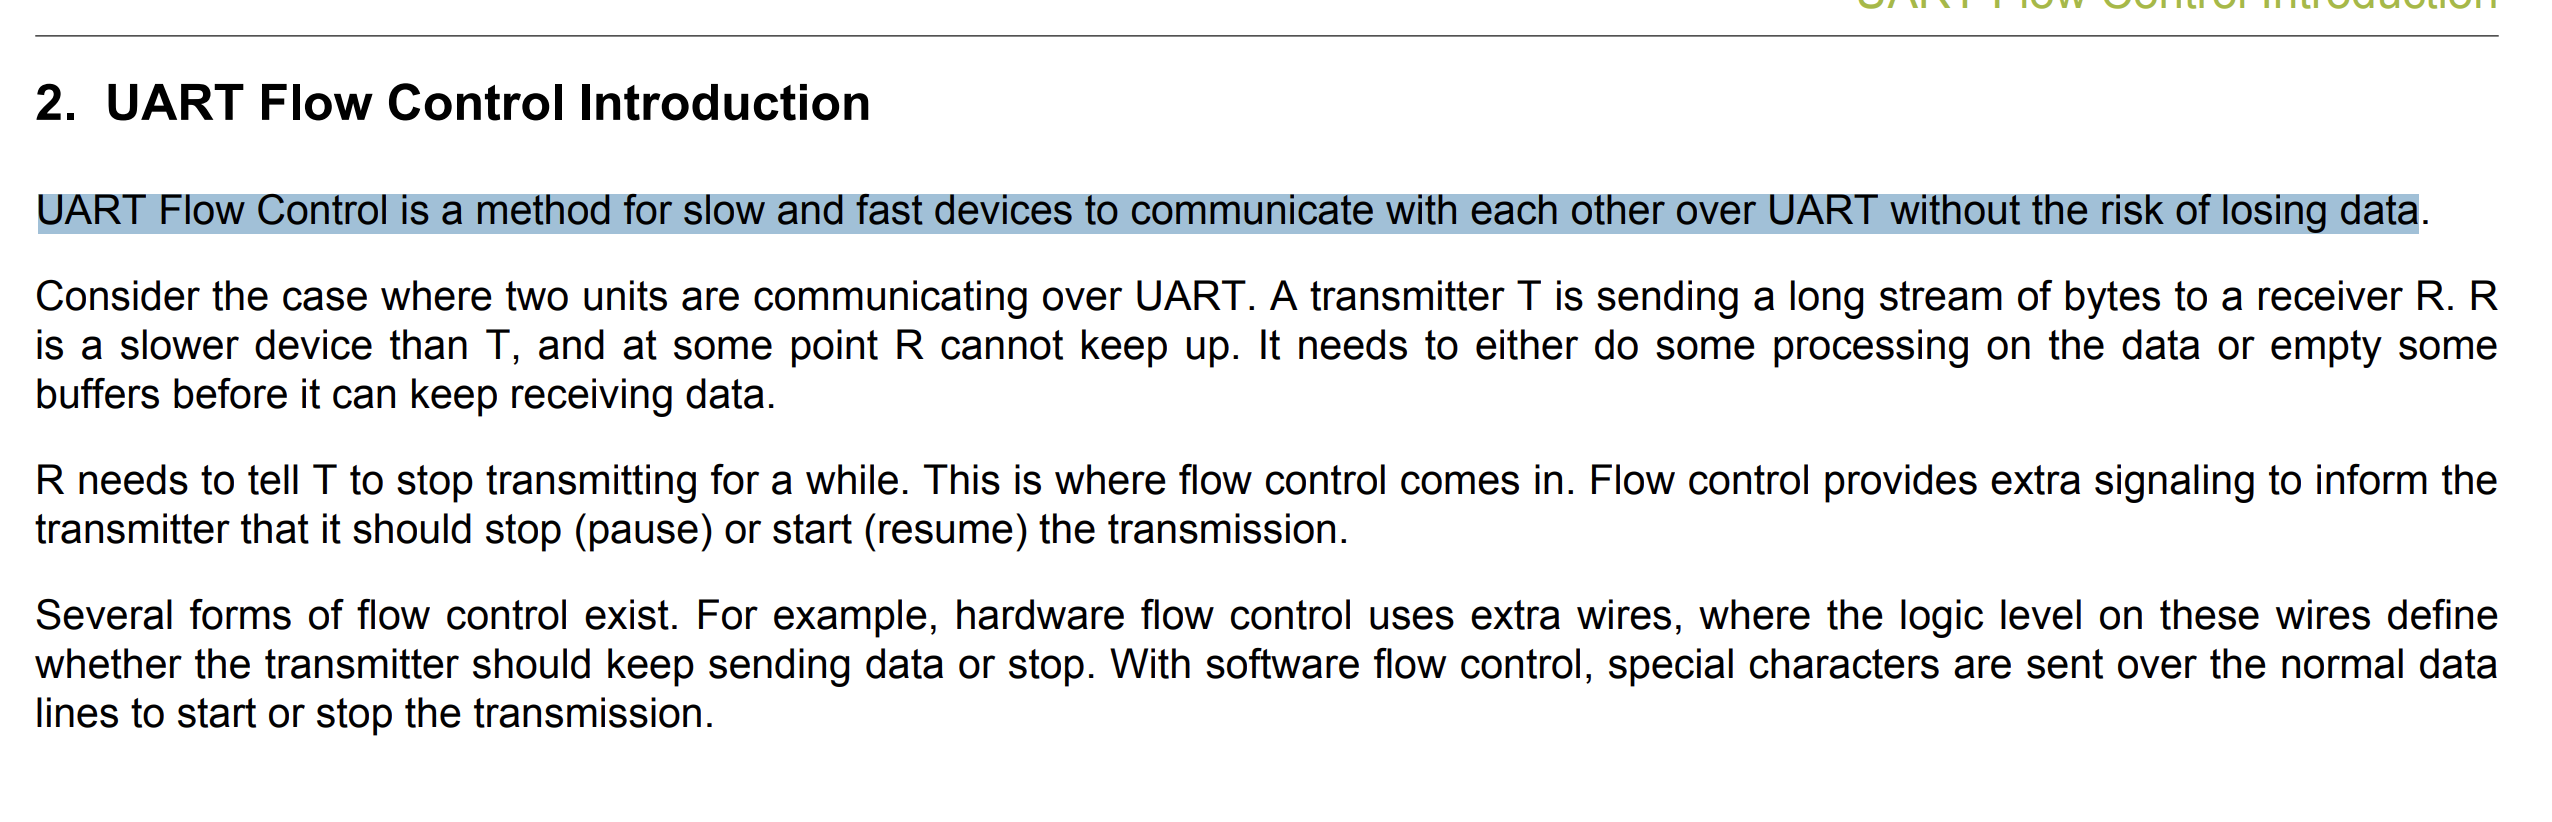 UART Flow Control Introduction
2. UART Flow Control Introduction
UART Flow Control is a method for slow and fast devices to communicate with each other over UART without the risk of losing data.
Consider the case where two units are communicating over UART. A transmitter T is sending a long stream of bytes to a receiver R. R
is a slower device than T, and at some point R cannot keep up. It needs to either do some processing on the data or empty some
buffers before it can keep receiving data.
R needs to tell T to stop transmitting for a while. This is where flow control comes in. Flow control provides extra signaling to inform the
transmitter that it should stop (pause) or start (resume) the transmission.
Several forms of flow control exist. For example, hardware flow control uses extra wires, where the logic level on these wires define
whether the transmitter should keep sending data or stop. With software flow control, special characters are sent over the normal data
lines to start or stop the transmission.